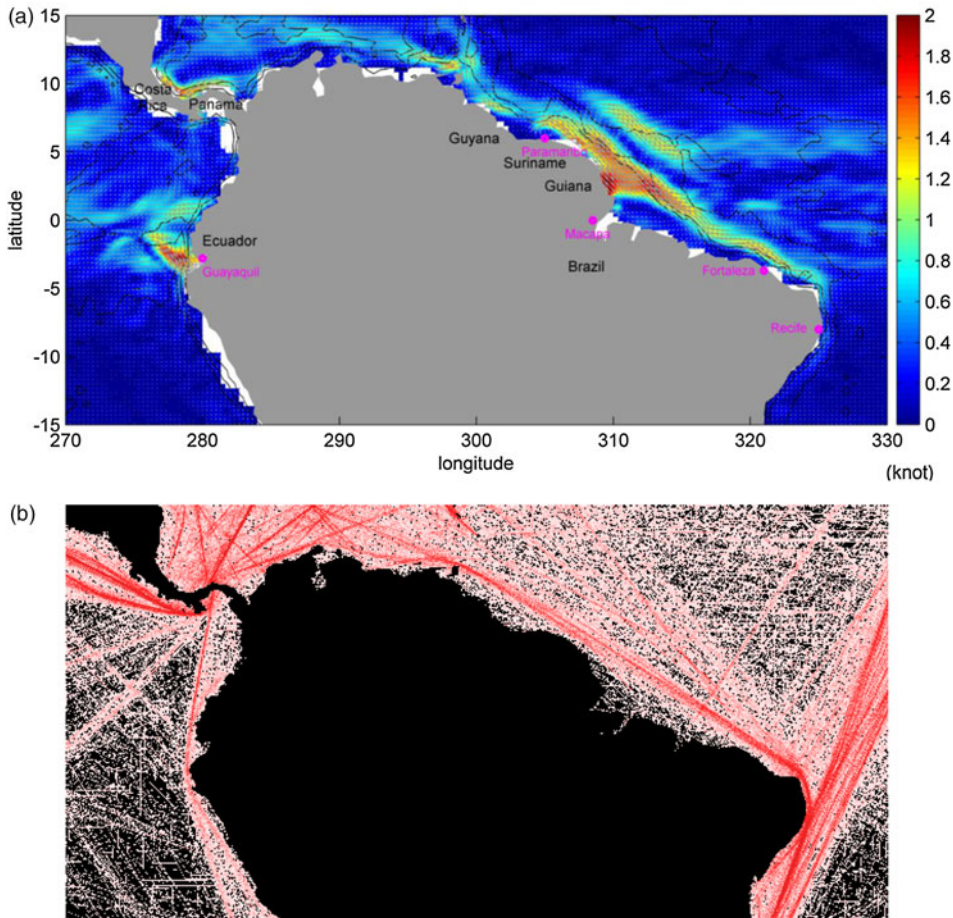 (a)
15
10
5
0
-5
-10
-15
latitude
270
280
290
300
310
320
330
longitude
Costa
Rica
Panama
Guyana
Paramaribo
Suriname
Guiana
Macapa
Brazil
Ecuador
Guayaquil
Fortaleza
Recife
2
1.8
1.6
1.4
1.2
1
0.8
0.6
0.4
0.2
0
(knot)
(b)